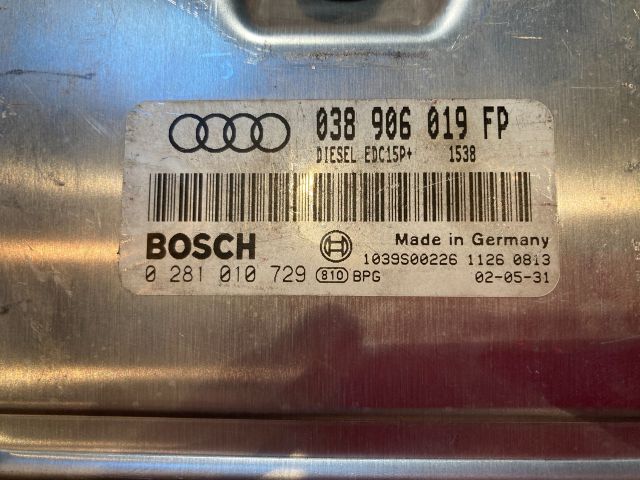 038 906 019 FP
DIESEL EDC15P+ 1538
BOSCH Made in Germany
1039S00226 1126 0813
0 281 010 729 810 BPG 02-05-31